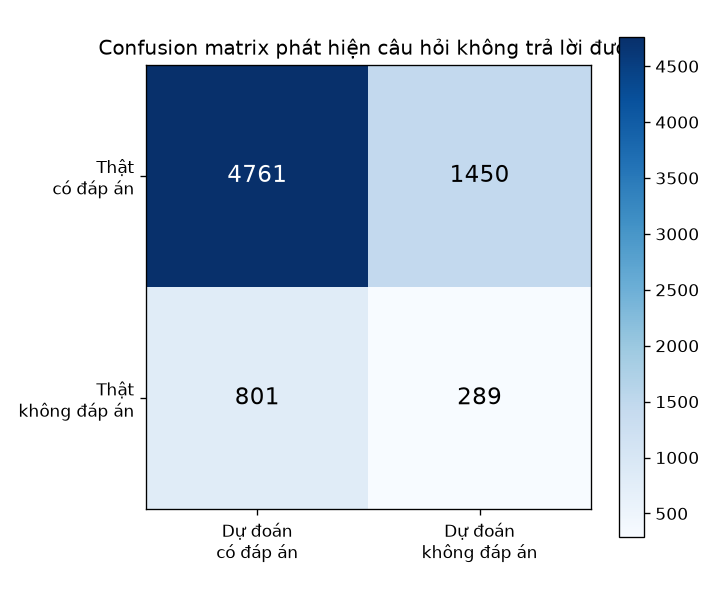 Confusion matrix phát hiện câu hỏi không trả lời
4500
4000
3500
3000
2500
2000
1500
1000
500
Thật
có đáp án
4761
1450
Thật
không đáp án
801
289
Dự đoán
có đáp án
Dự đoán
không đáp án